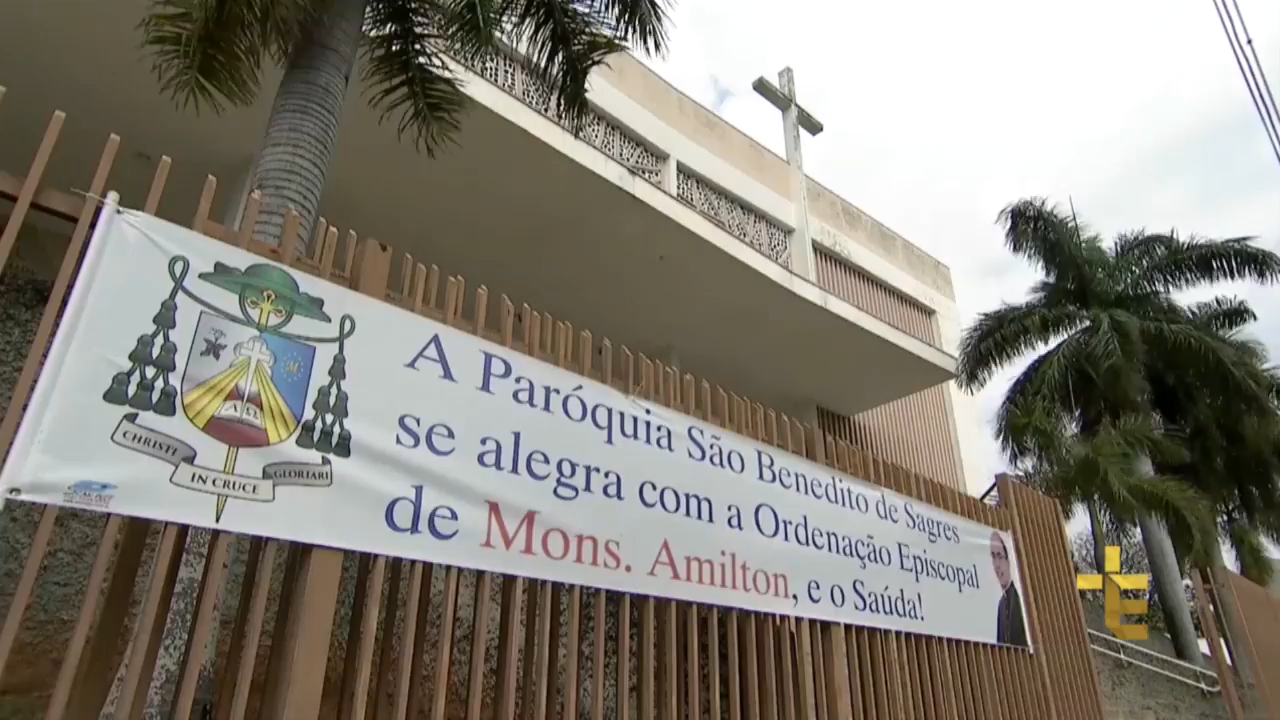 A Paróquia São Benedito de Sagres
se alegra com a Ordenação Episcopal
de Mons. Amilton, e o Saúda!
CHRISTI
IN CRUCE
GLORIARI
A Ω
M